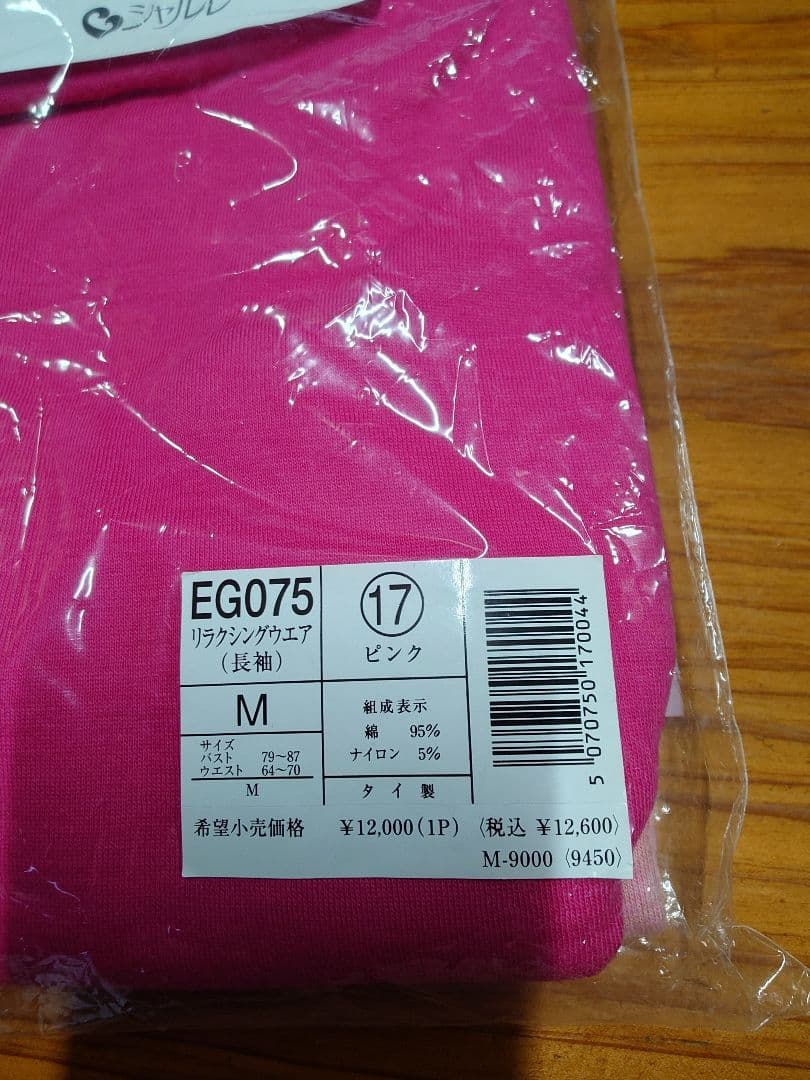 シャルレ
EG075
リラクシングウエア
(長袖)
M
サイズ
バスト 79〜87
ウエスト 64〜70
M
17
ピンク
組成表示
綿 95%
ナイロン 5%
タイ製
5 070750 170044
希望小売価格 ¥12,000(1P) 〈税込 ¥12,600〉
M-9000 〈9450〉